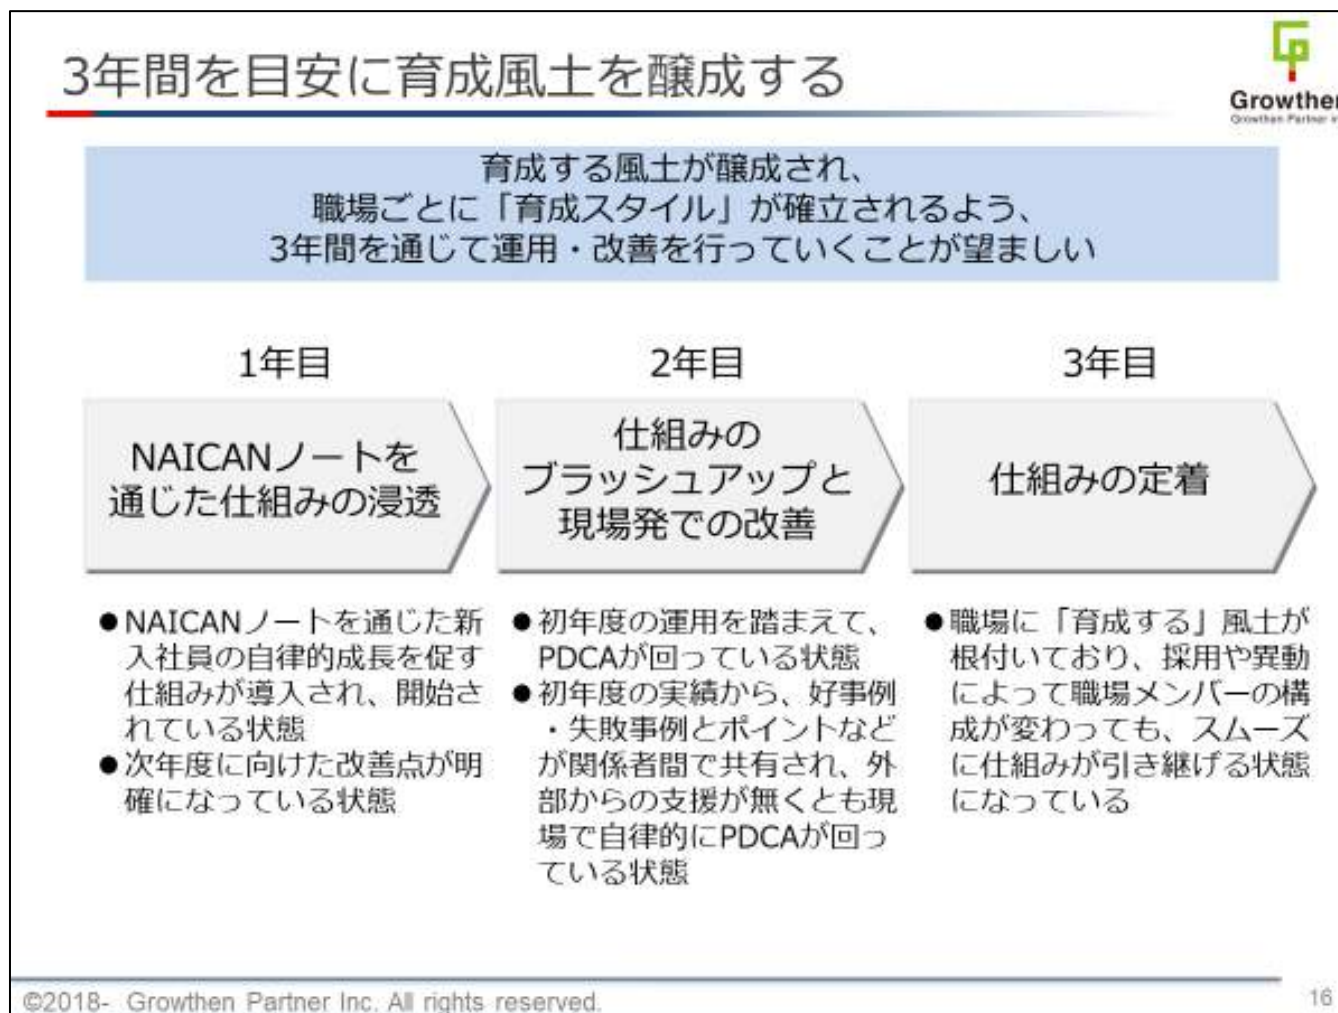 3年間を目安に育成風土を醸成する
Growthen
Growthen Partner Inc
育成する風土が醸成され、
職場ごとに「育成スタイル」が確立されるよう、
3年間を通じて運用・改善を行っていくことが望ましい
1年目
NAICANノートを
通じた仕組みの浸透
●NAICANノートを通じた新
入社員の自律的成長を促す
仕組みが導入され、開始さ
れている状態
●次年度に向けた改善点が明
確になっている状態
2年目
仕組みの
ブラッシュアップと
現場発での改善
●初年度の運用を踏まえて、
PDCAが回っている状態
●初年度の実績から、好事例
・失敗事例とポイントなど
が関係者間で共有され、外
部からの支援が無くとも現
場で自律的にPDCAが回っ
ている状態
3年目
仕組みの定着
●職場に「育成する」風土が
根付いており、採用や異動
によって職場メンバーの構
成が変わっても、スムーズ
に仕組みが引き継げる状態
になっている
©2018- Growthen Partner Inc. All rights reserved.
16